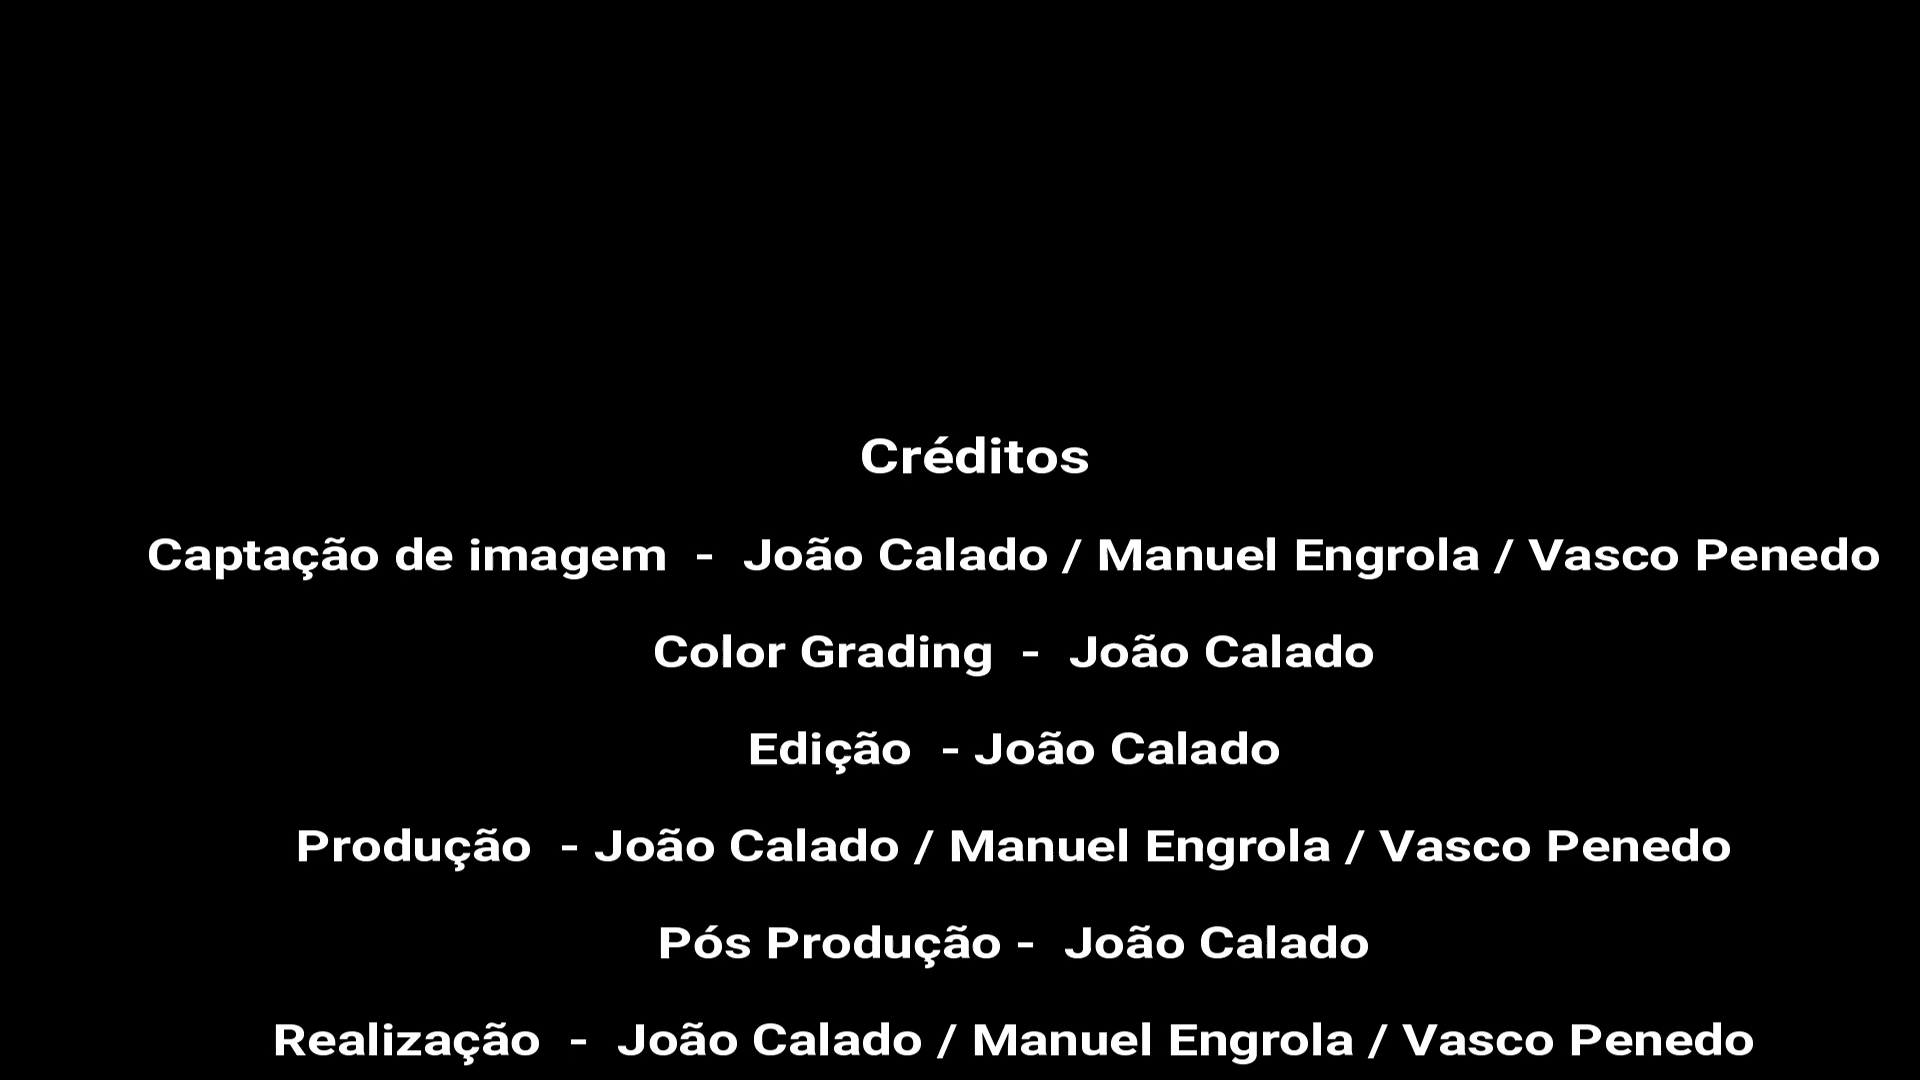 Créditos
Captação de imagem  -  João Calado / Manuel Engrola / Vasco Penedo
Color Grading  -  João Calado
Edição  - João Calado
Produção  - João Calado / Manuel Engrola / Vasco Penedo
Pós Produção -  João Calado
Realização  -  João Calado / Manuel Engrola / Vasco Penedo